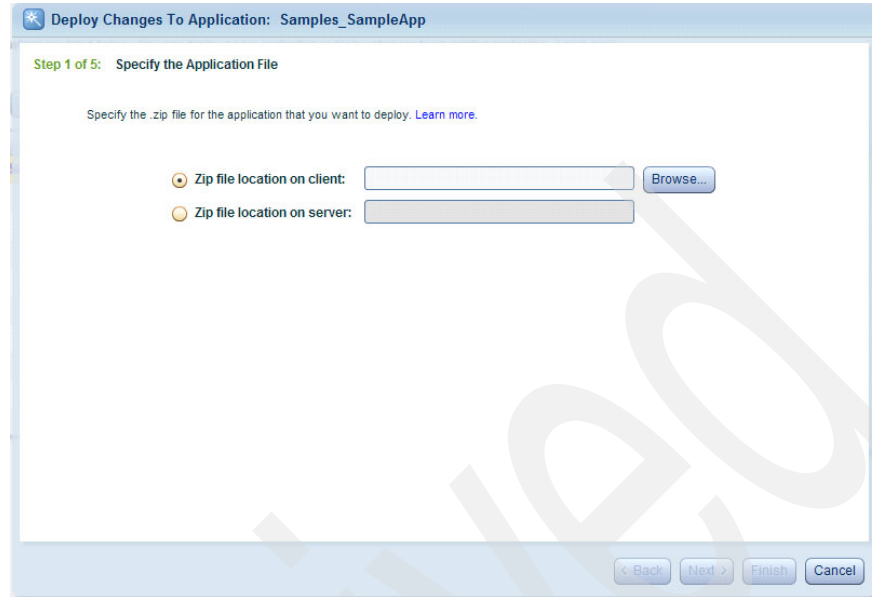 Deploy Changes To Application: Samples_SampleApp
Step 1 of 5: Specify the Application File
Specify the .zip file for the application that you want to deploy. Learn more.
Zip file location on client: Browse...
Zip file location on server:
< Back Next > Finish Cancel
ived